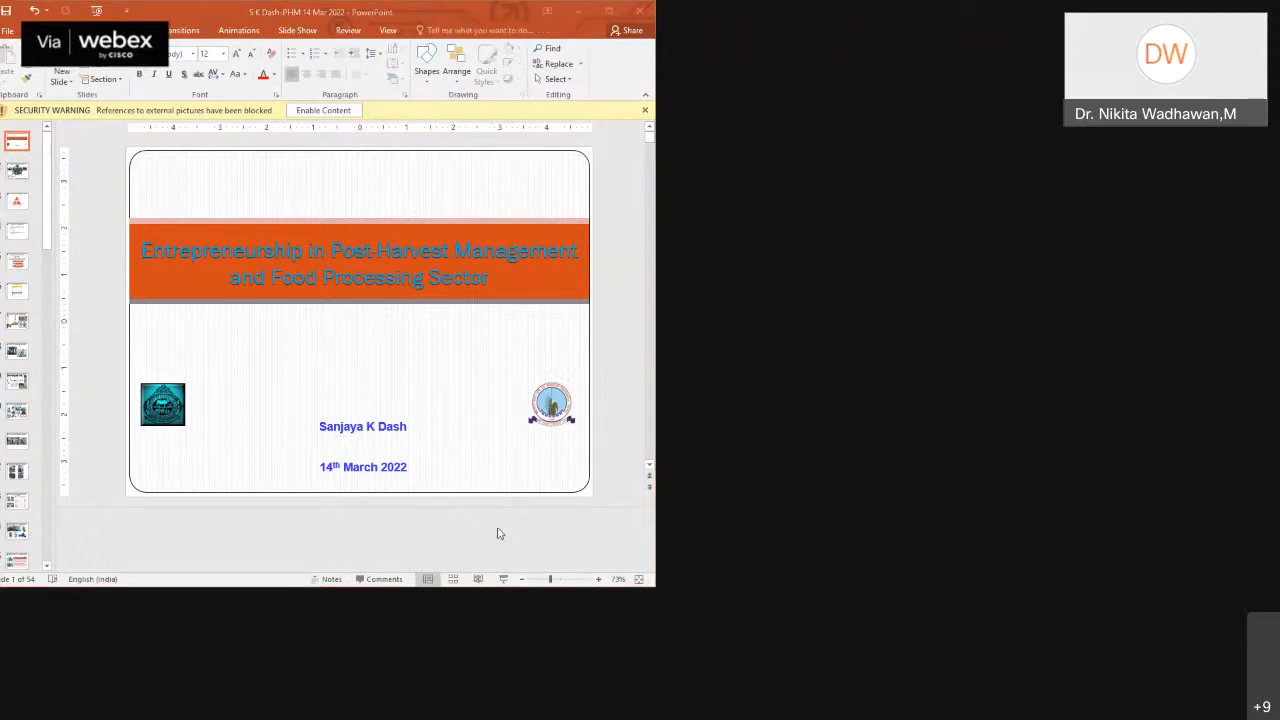 S K Dash-PHM 14 Mar 2022 - PowerPoint
File
Animations
Slide Show
Review
View
Tell me what you want to do...
Share
Via webex
by CISCO
12
New
Slide
Section
Shapes
Arrange
Quick
Styles
Find
Replace
Select
Slides
Font
Paragraph
Drawing
Editing
SECURITY WARNING References to external pictures have been blocked
Enable Content
Entrepreneurship in Post-Harvest Management
and Food Processing Sector
Sanjaya K Dash
14th March 2022
54
English (India)
Notes
Comments
73%
DW
Dr. Nikita Wadhawan,M
+9